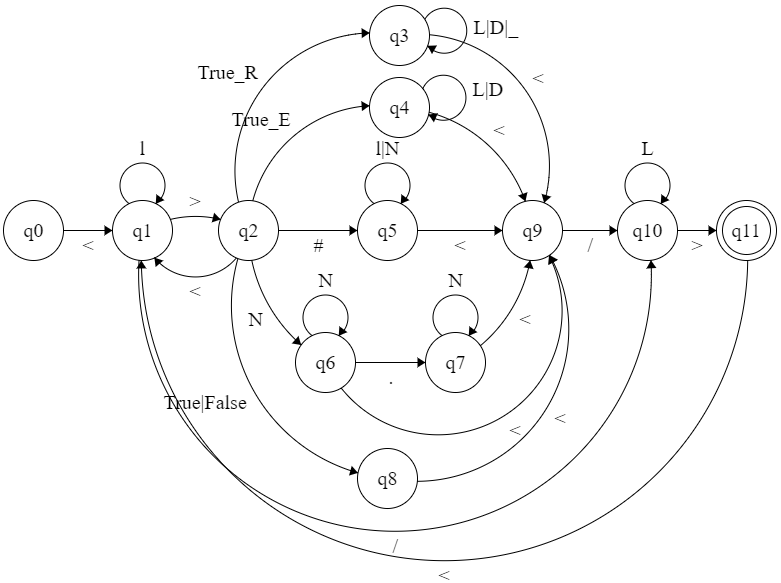 q3
L|D|_
True_R
<
q4
L|D
True_E
<
l
l|N
L
q0
<
q1
>
q2
#
q5
<
q9
/
q10
>
q11
<
N
N
N
q6
.
q7
<
True|False
<
<
q8
/
<